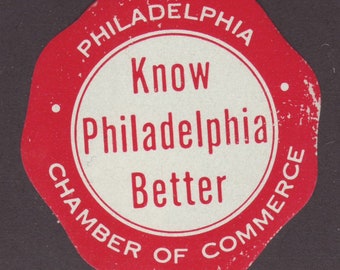 PHILADELPHIA
Know
Philadelphia
Better
CHAMBER OF COMMERCE